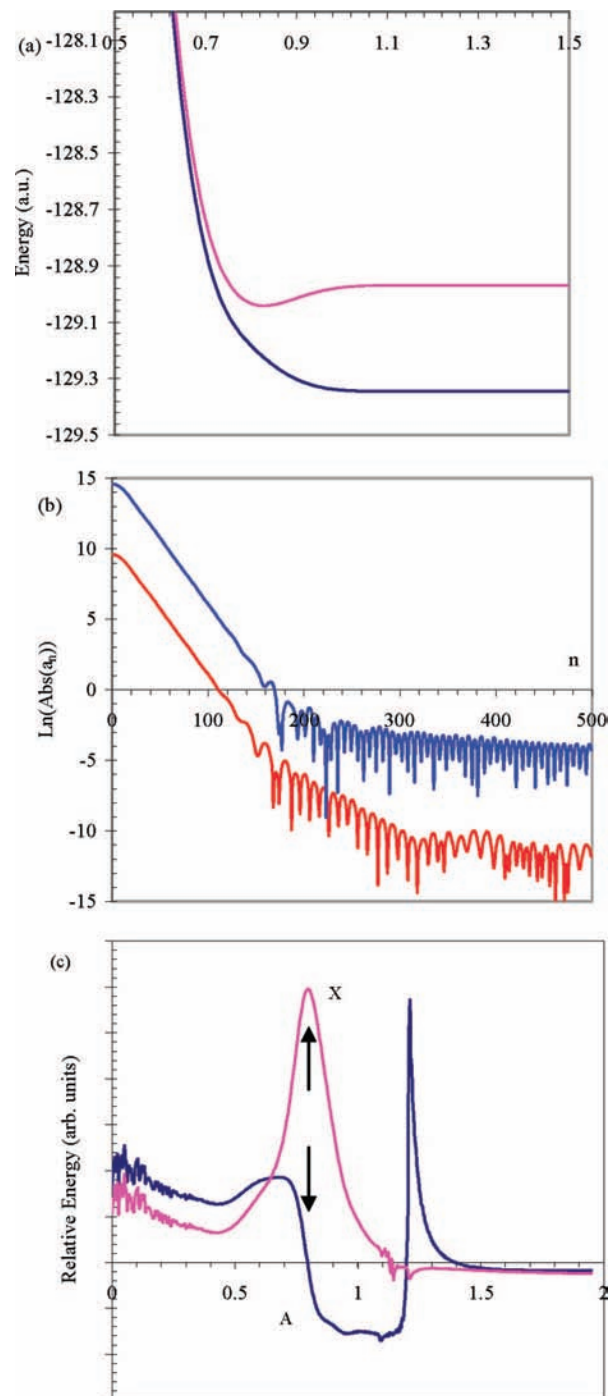 (a)
-128.1
0.5 0.7 0.9 1.1 1.3 1.5
-128.3
-128.5
-128.7
-128.9
-129.1
-129.3
-129.5
Energy (a.u.)
(b)
15
10
5
0
-5
-10
-15
0 100 200 300 400 500
n
Ln(Abs(aₙ))
(c)
X
A
Relative Energy (arb. units)
0 0.5 1 1.5 2